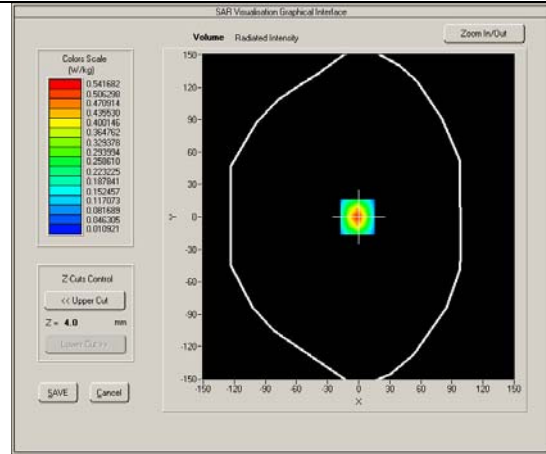 SAR Visualisation Graphical Interface
Volume Radiated Intensity
Zoom In/Out
Colors Scale
(W/kg)
0.541682
0.506298
0.470914
0.435530
0.400146
0.364762
0.329378
0.293994
0.258610
0.223225
0.187841
0.152457
0.117073
0.081689
0.046305
0.010921
150
120
90
60
30
0
-30
-60
-90
-120
-150
Y
-150 -120 -90 -60 -30 0 30 60 90 120 150
X
Z-Cuts Control
<< Upper Cut
Z = 4.0 mm
Lower Cut >>
SAVE Cancel